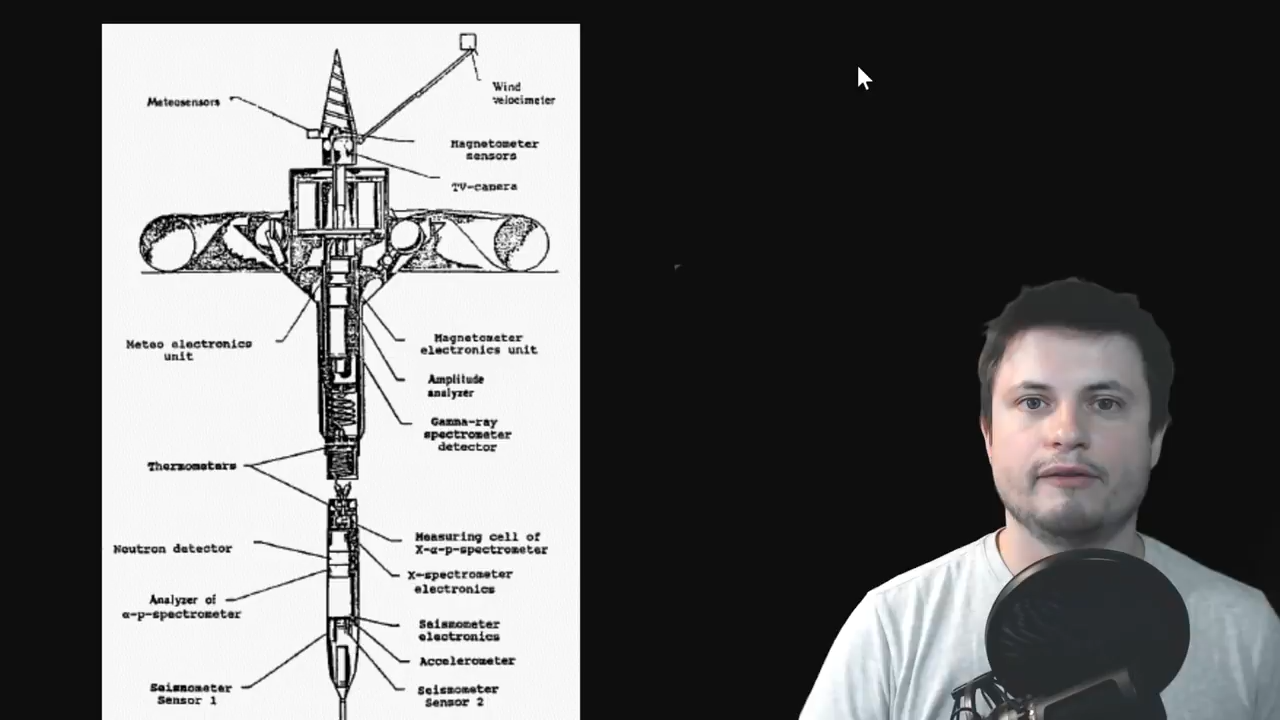 Wind
velocimeter
Meteosensors
Magnetometer
sensors
TV-camera
Meteo electronics
unit
Magnetometer
electronics unit
Amplitude
analyzer
Gamma-ray
spectrometer
detector
Thermometers
Measuring cell of
X-α-p-spectrometer
Neutron detector
X-spectrometer
electronics
Analyzer of
α-p-spectrometer
Seismometer
electronics
Accelerometer
Seismometer
Sensor 1
Seismometer
Sensor 2